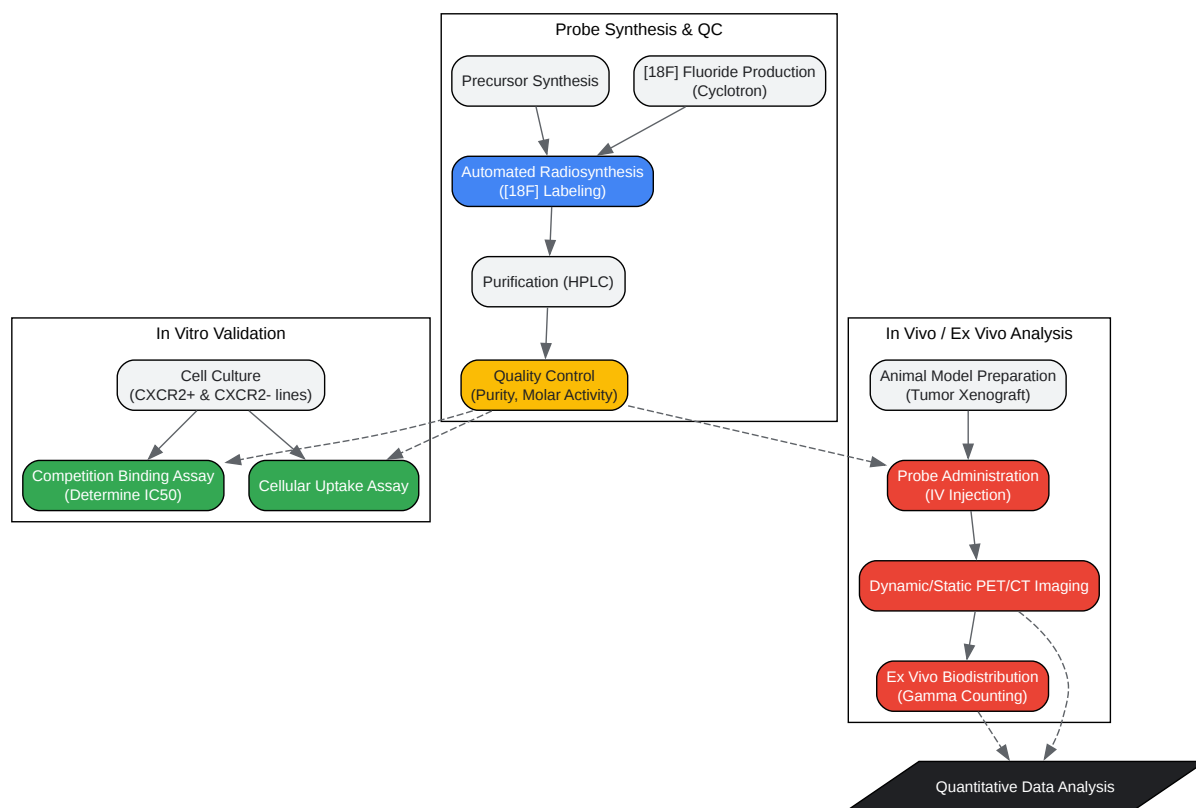 Probe Synthesis & QC
Precursor Synthesis
[18F] Fluoride Production
(Cyclotron)
Automated Radiosynthesis
([18F] Labeling)
Purification (HPLC)
Quality Control
(Purity, Molar Activity)
In Vitro Validation
Cell Culture
(CXCR2+ & CXCR2- lines)
Competition Binding Assay
(Determine IC50)
Cellular Uptake Assay
In Vivo / Ex Vivo Analysis
Animal Model Preparation
(Tumor Xenograft)
Probe Administration
(IV Injection)
Dynamic/Static PET/CT Imaging
Ex Vivo Biodistribution
(Gamma Counting)
Quantitative Data Analysis